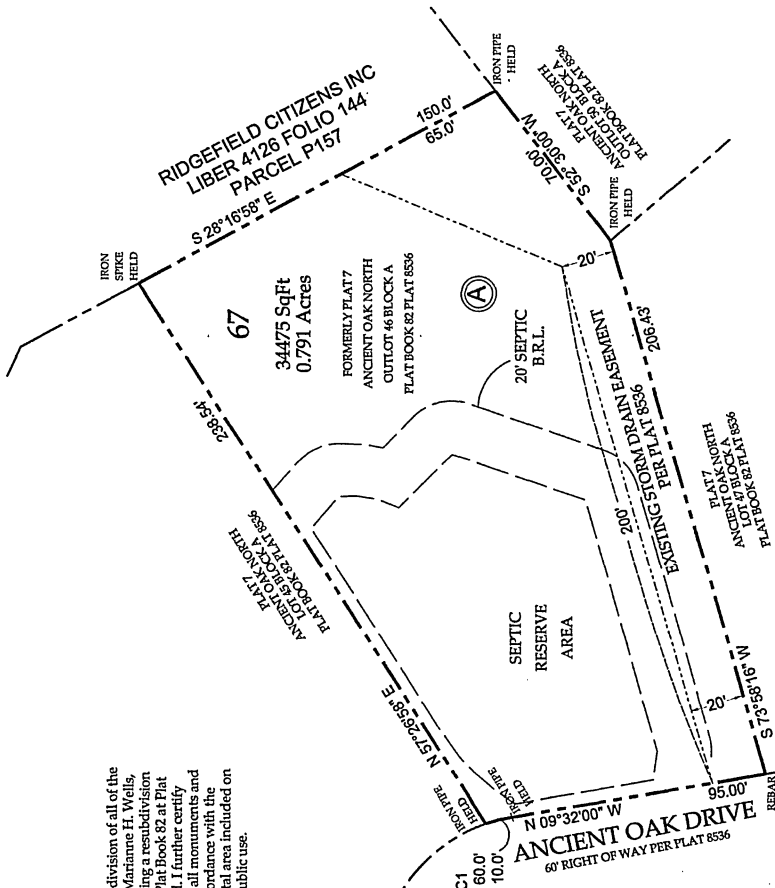 RIDGEFIELD CITIZENS INC
LIBER 4126 FOLIO 144
PARCEL P157
S 28°16'58" E
150.0'
65.0'
IRON PIPE
HELD
IRON
SPIKE
HELD
70.00'
S 52° 30'00" W
PLAT 7
ANCIENT OAK NORTH
OUTLOT 50 BLOCK A
PLAT BOOK 82 PLAT 8536
IRON PIPE
HELD
67
34475 SqFt
0.791 Acres
FORMERLY PLAT 7
ANCIENT OAK NORTH
OUTLOT 46 BLOCK A
PLAT BOOK 82 PLAT 8536
A
20' SEPTIC
B.R.L.
238.54'
N 57°26'58" E
PLAT 7
ANCIENT OAK NORTH
LOT 45 BLOCK A
PLAT BOOK 82 PLAT 8536
20'
EXISTING STORM DRAIN EASEMENT
PER PLAT 8536
200'
206.43
S 73°58'16" W
20'
PLAT 7
ANCIENT OAK NORTH
LOT 47 BLOCK A
PLAT BOOK 82 PLAT 8536
SEPTIC
RESERVE
AREA
IRON PIPE
HELD
IRON PIPE
HELD
N 09°32'00" W
95.00'
REBAR
ANCIENT OAK DRIVE
60' RIGHT OF WAY PER PLAT 8536
C1
60.0'
10.0'
division of all of the
Marianne H. Wells,
ing a resubdivision
Plat Book 82 at Plat
I further certify
all monuments and
ordance with the
tal area included on
ublic use.